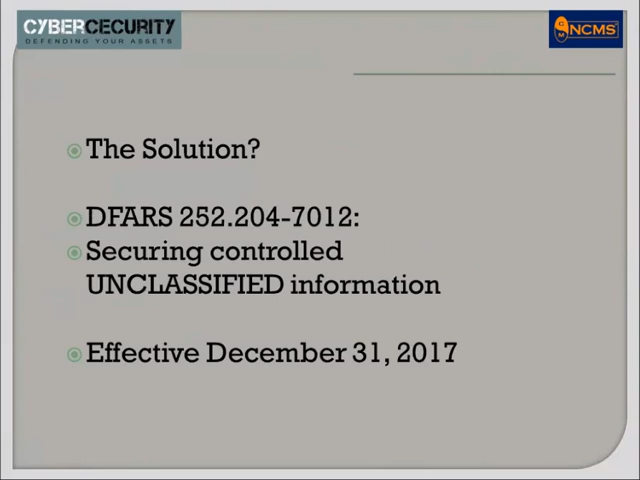 CYBERCECURITY
DEFENDING YOUR ASSETS
NCMS
The Solution?
DFARS 252.204-7012:
Securing controlled
UNCLASSIFIED information
Effective December 31, 2017